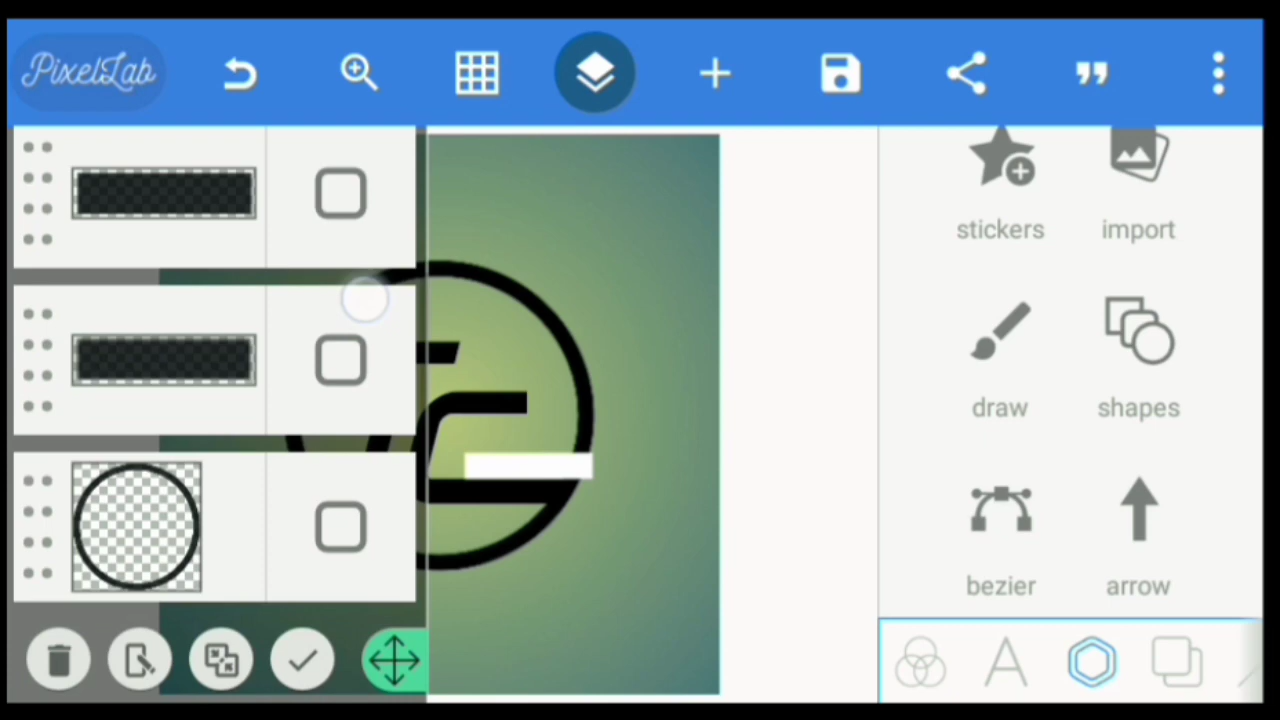 PixelLab
stickers
import
draw
shapes
bezier
arrow